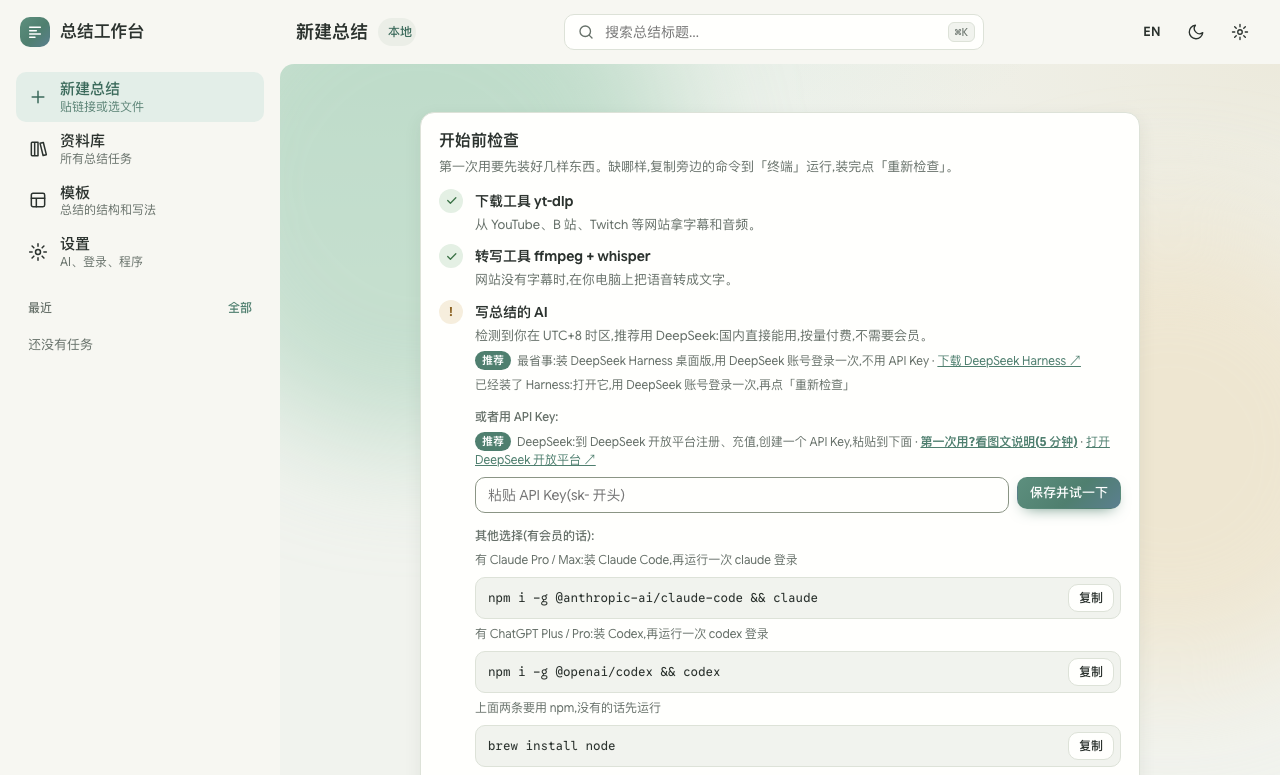 总结工作台
新建总结
本地
搜索总结标题…
⌘K
EN
新建总结
贴链接或选文件
资料库
所有总结任务
模板
总结的结构和写法
设置
AI、登录、程序
最近
全部
还没有任务
开始前检查
第一次用要先装好几样东西。缺哪样,复制旁边的命令到「终端」运行,装完点「重新检查」。
下载工具 yt-dlp
从 YouTube、B 站、Twitch 等网站拿字幕和音频。
转写工具 ffmpeg + whisper
网站没有字幕时,在你电脑上把语音转成文字。
!
写总结的 AI
检测到你在 UTC+8 时区,推荐用 DeepSeek:国内直接能用,按量付费,不需要会员。
推荐 最省事:装 DeepSeek Harness 桌面版,用 DeepSeek 账号登录一次,不用 API Key · 下载 DeepSeek Harness ↗
已经装了 Harness:打开它,用 DeepSeek 账号登录一次,再点「重新检查」
或者用 API Key:
推荐 DeepSeek:到 DeepSeek 开放平台注册、充值,创建一个 API Key,粘贴到下面 · 第一次用?看图文说明(5 分钟) · 打开
DeepSeek 开放平台 ↗
粘贴 API Key(sk- 开头)
保存并试一下
其他选择(有会员的话):
有 Claude Pro / Max:装 Claude Code,再运行一次 claude 登录
npm i -g @anthropic-ai/claude-code && claude
复制
有 ChatGPT Plus / Pro:装 Codex,再运行一次 codex 登录
npm i -g @openai/codex && codex
复制
上面两条要用 npm,没有的话先运行
brew install node
复制